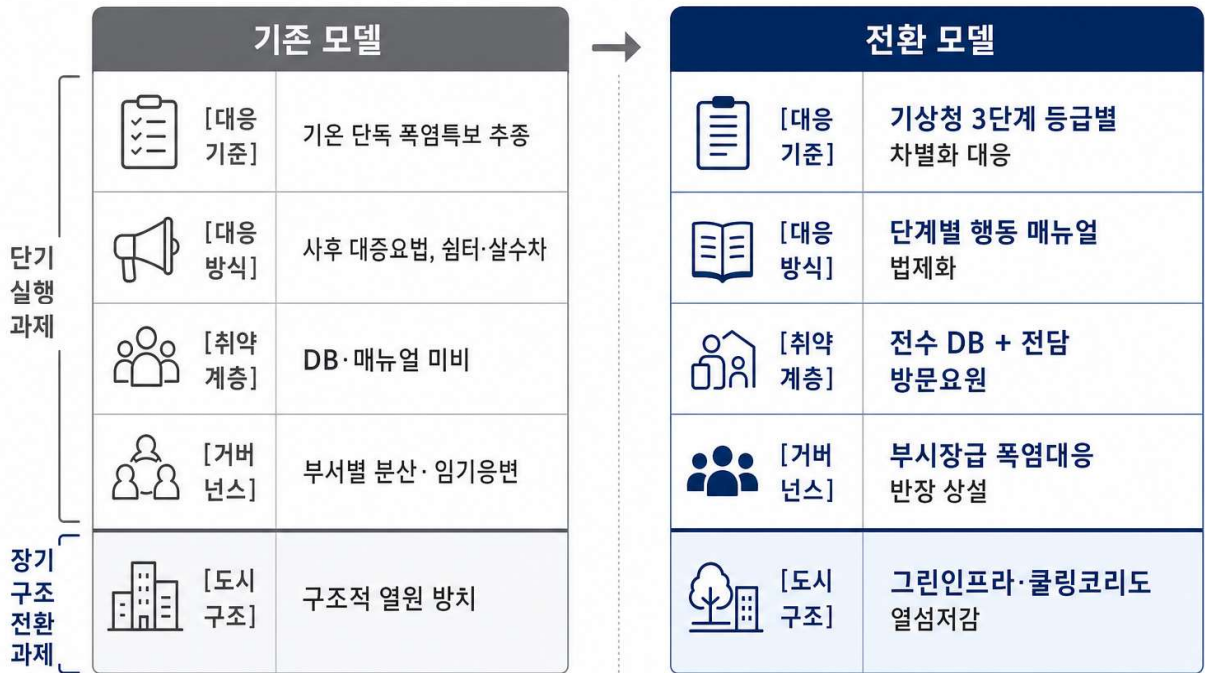 기존 모델
전환 모델
단기
실행
과제
[대응
기준]
기온 단독 폭염특보 추종
[대응
기준]
기상청 3단계 등급별
차별화 대응
[대응
방식]
사후 대증요법, 쉼터·살수차
[대응
방식]
단계별 행동 매뉴얼
법제화
[취약
계층]
DB·매뉴얼 미비
[취약
계층]
전수 DB + 전담
방문요원
[거버
넌스]
부서별 분산· 임기응변
[거버
넌스]
부시장급 폭염대응
반장 상설
장기
구조
전환
과제
[도시
구조]
구조적 열원 방치
[도시
구조]
그린인프라·쿨링코리도
열섬저감